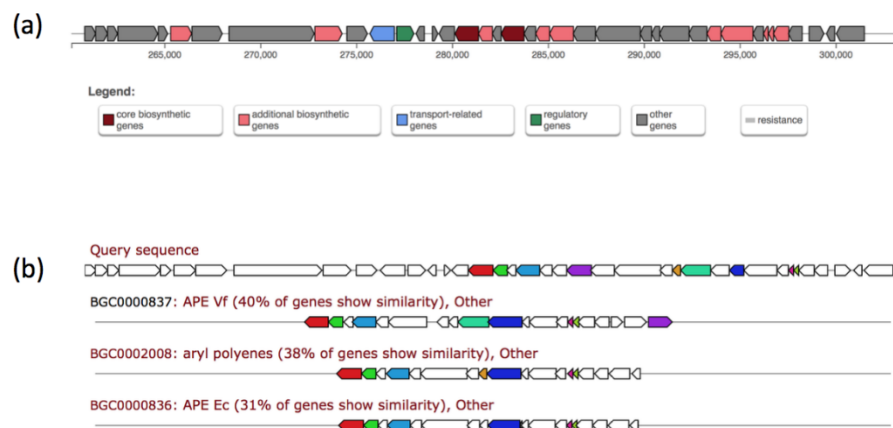 (a)
265,000 270,000 275,000 280,000 285,000 290,000 295,000 300,000
Legend:
core biosynthetic genes
additional biosynthetic genes
transport-related genes
regulatory genes
other genes
resistance
(b)
Query sequence
BGC0000837: APE Vf (40% of genes show similarity), Other
BGC0002008: aryl polyenes (38% of genes show similarity), Other
BGC0000836: APE Ec (31% of genes show similarity), Other